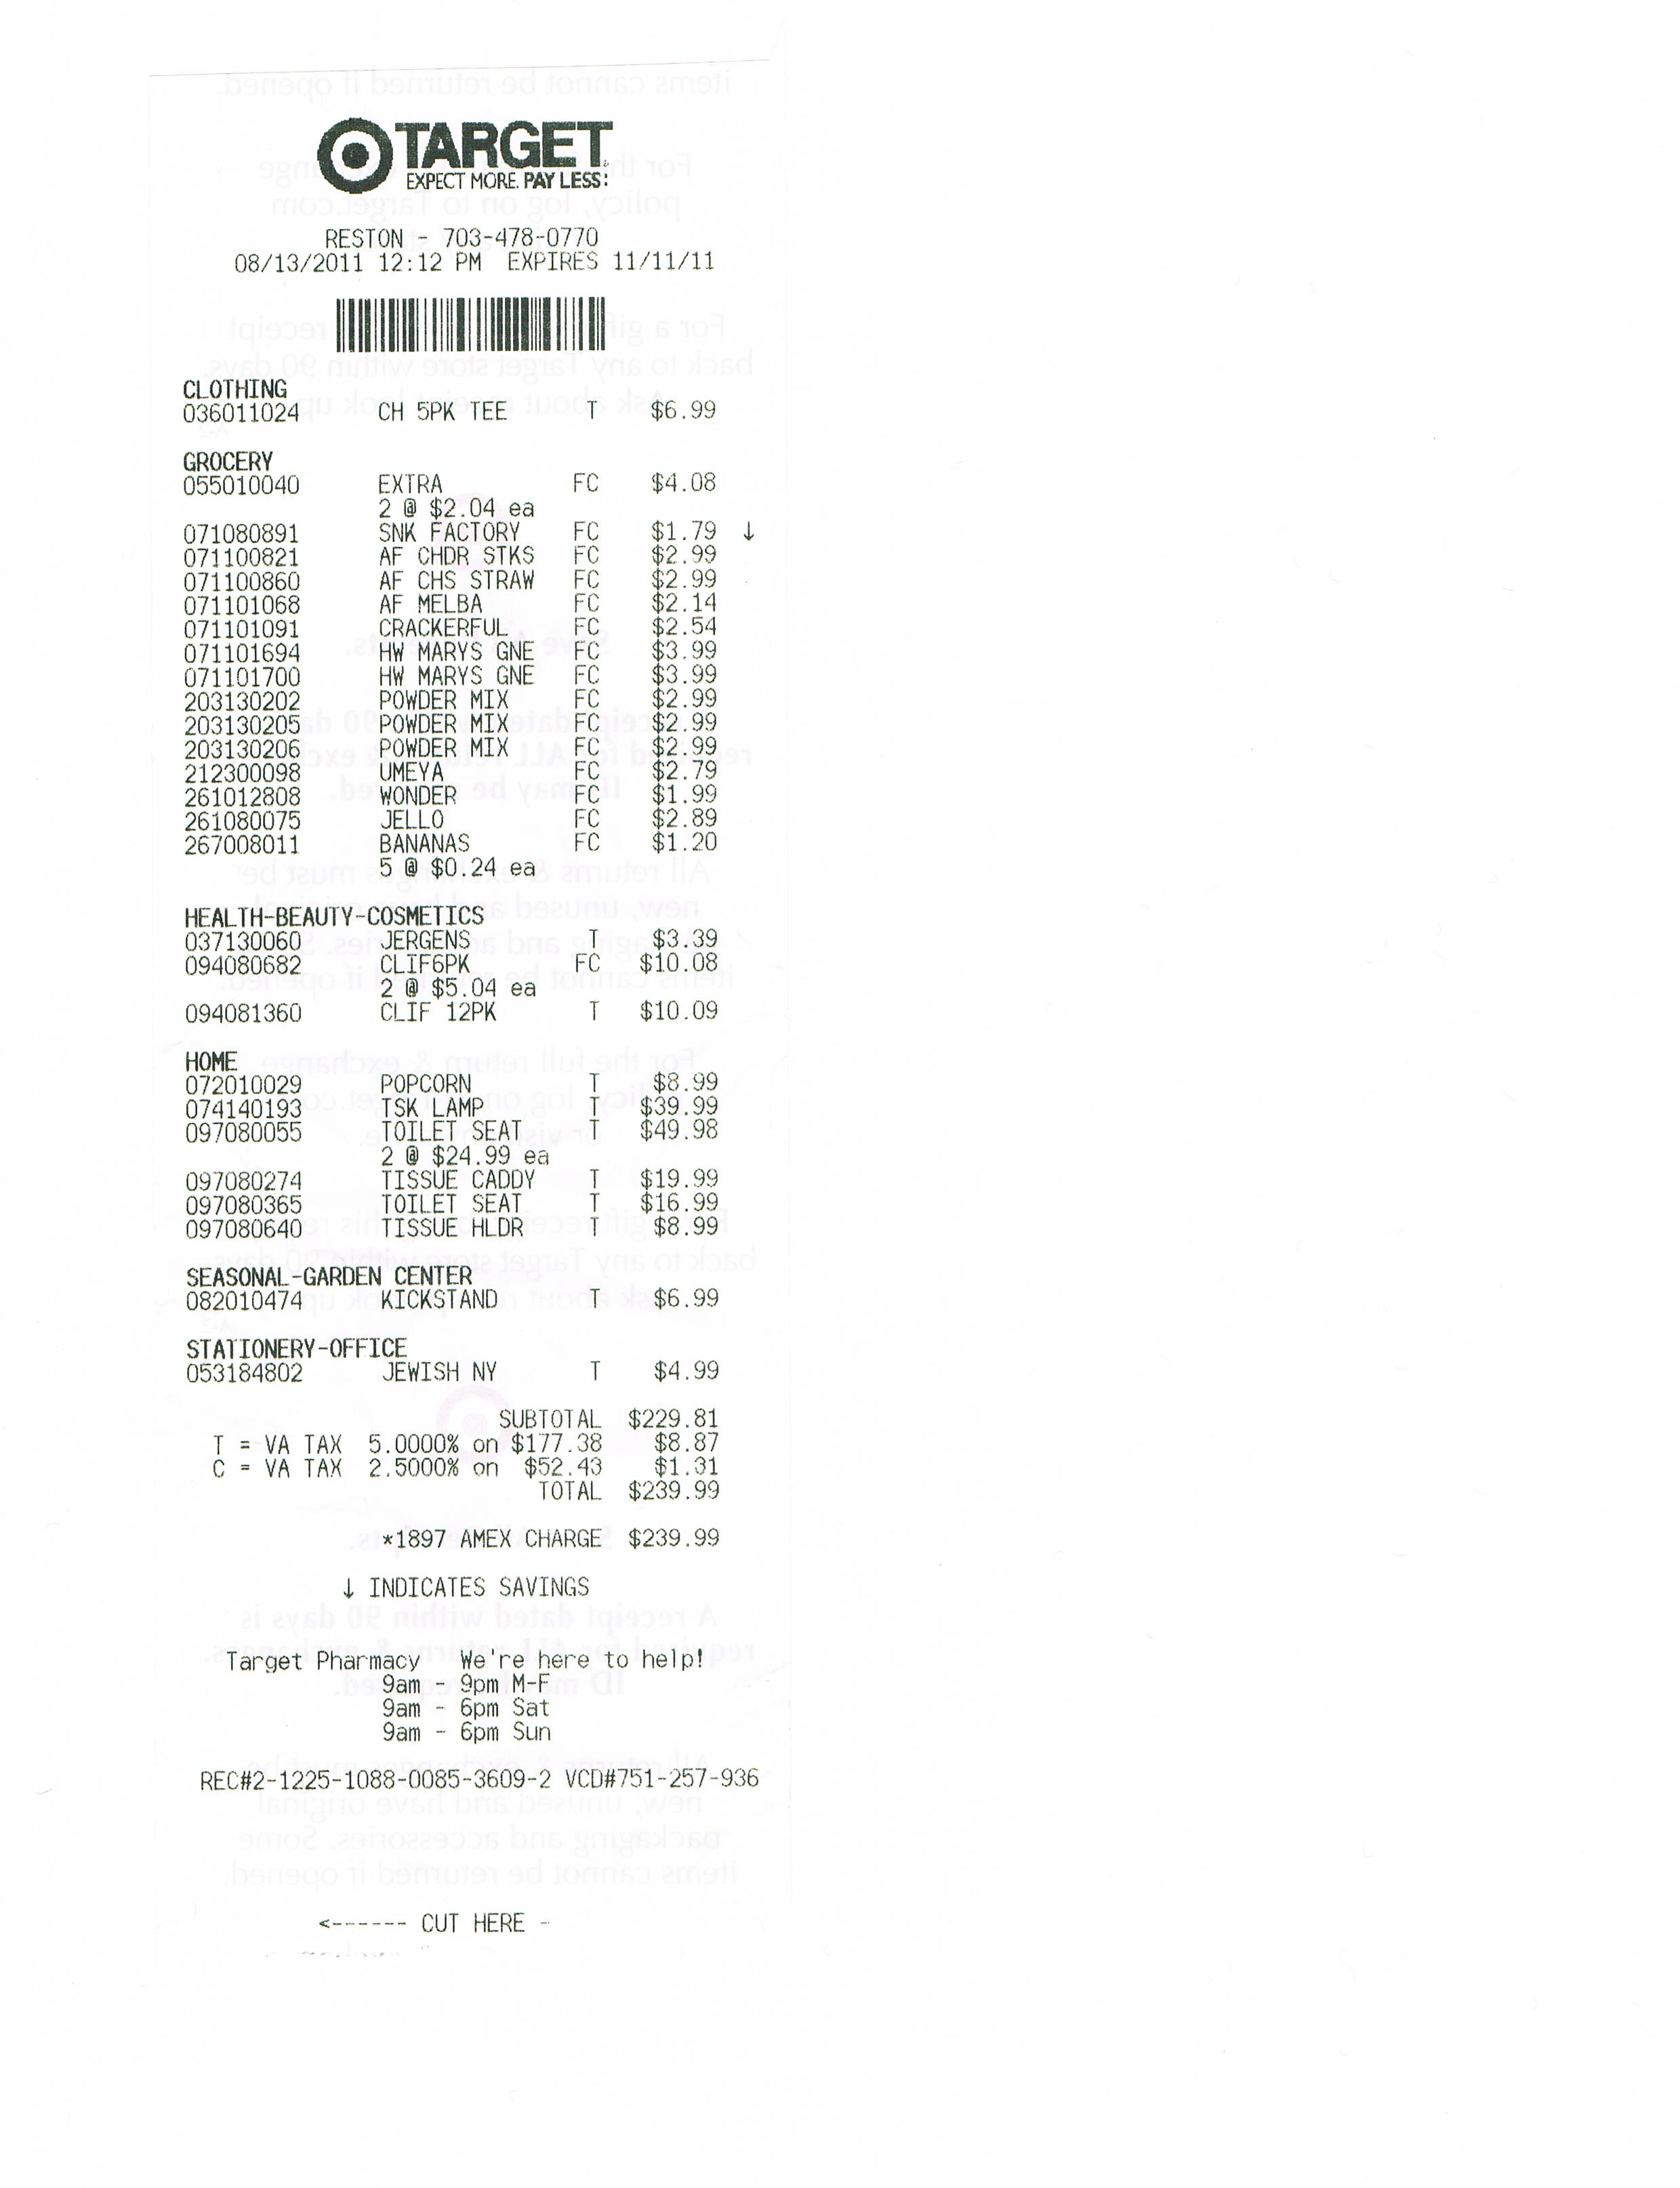 TARGET
EXPECT MORE. PAY LESS.
RESTON - 703-478-0770
08/13/2011 12:12 PM EXPIRES 11/11/11
CLOTHING
036011024 CH 5PK TEE T $6.99
GROCERY
055010040 EXTRA FC $4.08
2 @ $2.04 ea
071080891 SNK FACTORY FC $1.79 ↓
071100821 AF CHDR STKS FC $2.99
071100860 AF CHS STRAW FC $2.99
071101068 AF MELBA FC $2.14
071101091 CRACKERFUL FC $2.54
071101694 HW MARYS GNE FC $3.99
071101700 HW MARYS GNE FC $3.99
203130202 POWDER MIX FC $2.99
203130205 POWDER MIX FC $2.99
203130206 POWDER MIX FC $2.99
212300098 UMEYA FC $2.79
261012808 WONDER FC $1.99
261080075 JELLO FC $2.89
267008011 BANANAS FC $1.20
5 @ $0.24 ea
HEALTH-BEAUTY-COSMETICS
037130060 JERGENS T $3.39
094080682 CLIF6PK FC $10.08
2 @ $5.04 ea
094081360 CLIF 12PK T $10.09
HOME
072010029 POPCORN T $8.99
074140193 TSK LAMP T $39.99
097080055 TOILET SEAT T $49.98
2 @ $24.99 ea
097080274 TISSUE CADDY T $19.99
097080365 TOILET SEAT T $16.99
097080640 TISSUE HLDR T $8.99
SEASONAL-GARDEN CENTER
082010474 KICKSTAND T $6.99
STATIONERY-OFFICE
053184802 JEWISH NY T $4.99
SUBTOTAL $229.81
T = VA TAX 5.0000% on $177.38 $8.87
C = VA TAX 2.5000% on $52.43 $1.31
TOTAL $239.99
*1897 AMEX CHARGE $239.99
↓ INDICATES SAVINGS
Target Pharmacy We're here to help!
9am - 9pm M-F
9am - 6pm Sat
9am - 6pm Sun
REC#2-1225-1088-0085-3609-2 VCD#751-257-936
<------ CUT HERE -